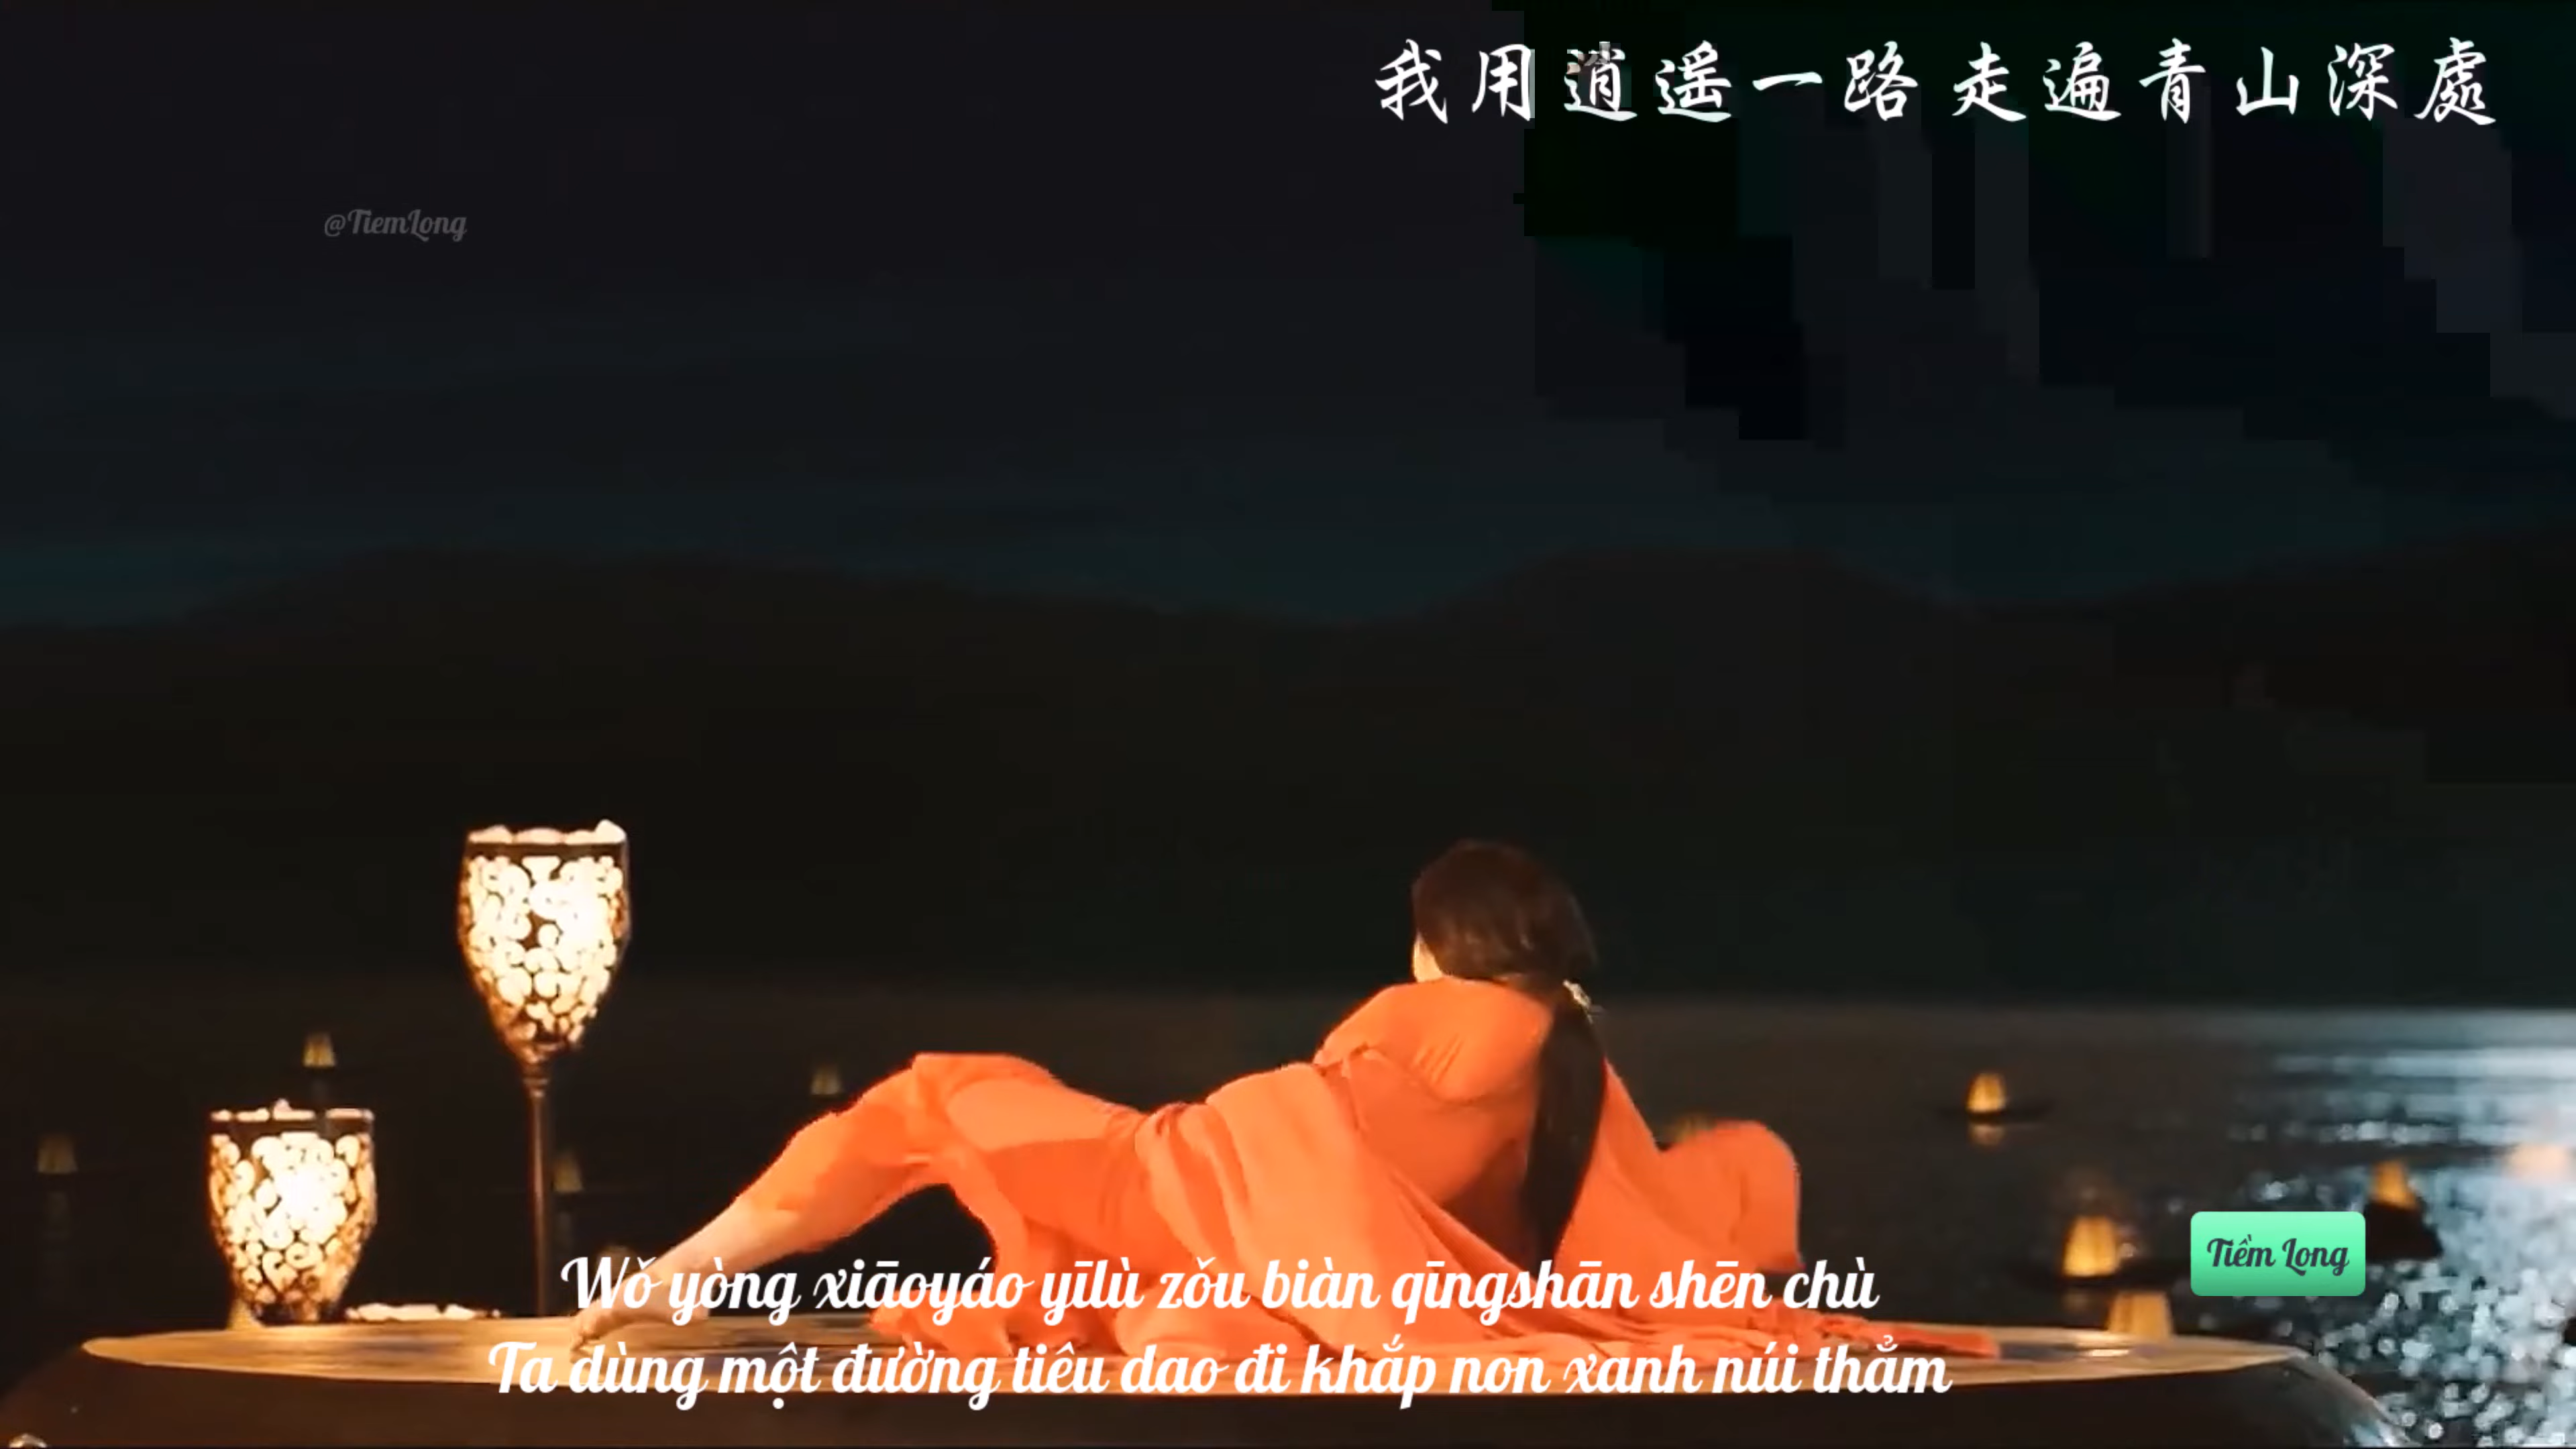 我用逍遥一路 走遍青山深處
@TiemLong
Tiềm Long
Wǒ yòng xiāoyáo yīlù zǒu biàn qīngshān shēn chù
Ta dùng một đường tiêu dao đi khắp non xanh núi thẳm